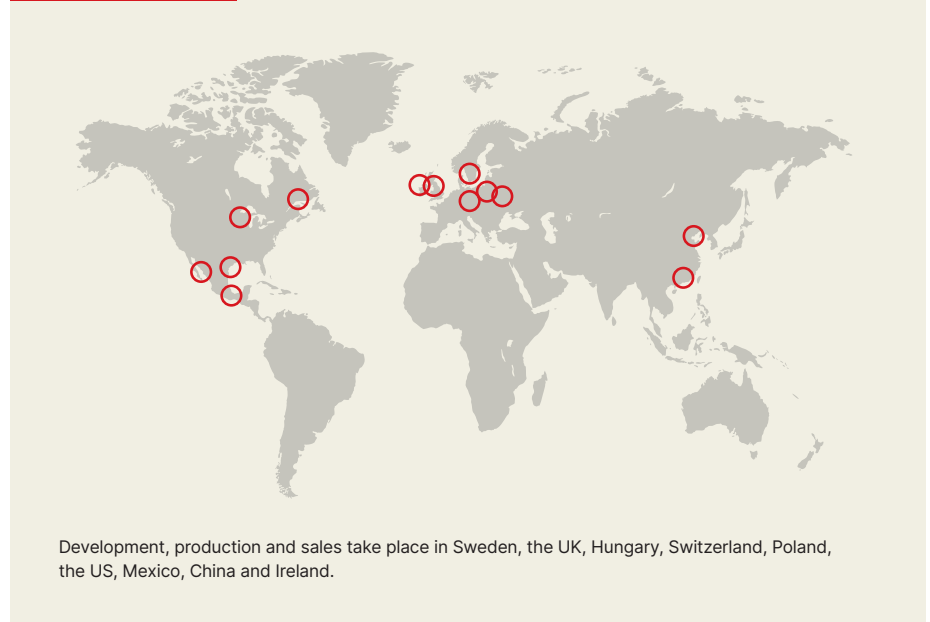 Development, production and sales take place in Sweden, the UK, Hungary, Switzerland, Poland,
the US, Mexico, China and Ireland.